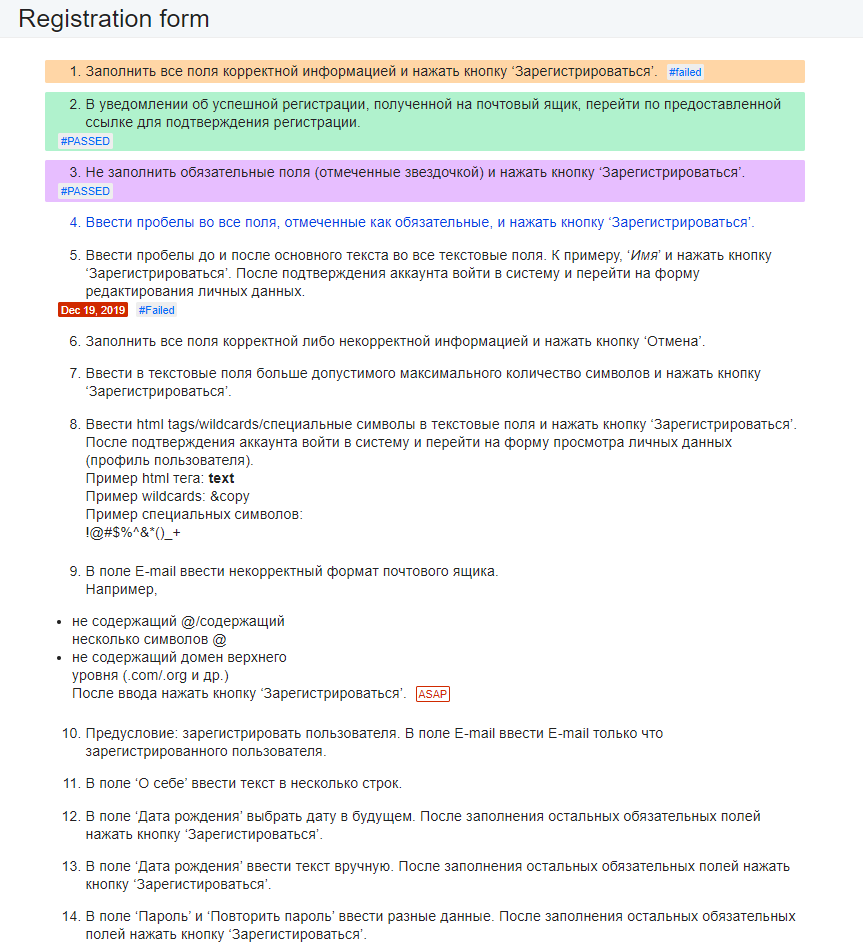 Registration form
1. Заполнить все поля корректной информацией и нажать кнопку ‘Зарегистрироваться’. #failed
2. В уведомлении об успешной регистрации, полученной на почтовый ящик, перейти по предоставленной
ссылке для подтверждения регистрации.
#PASSED
3. Не заполнить обязательные поля (отмеченные звездочкой) и нажать кнопку ‘Зарегистрироваться’.
#PASSED
4. Ввести пробелы во все поля, отмеченные как обязательные, и нажать кнопку ‘Зарегистрироваться’.
5. Ввести пробелы до и после основного текста во все текстовые поля. К примеру, ‘Имя’ и нажать кнопку
‘Зарегистрироваться’. После подтверждения аккаунта войти в систему и перейти на форму
редактирования личных данных.
Dec 19, 2019 #Failed
6. Заполнить все поля корректной либо некорректной информацией и нажать кнопку ‘Отмена’.
7. Ввести в текстовые поля больше допустимого максимального количество символов и нажать кнопку
‘Зарегистрироваться’.
8. Ввести html tags/wildcards/специальные символы в текстовые поля и нажать кнопку ‘Зарегистрироваться’.
После подтверждения аккаунта войти в систему и перейти на форму просмотра личных данных
(профиль пользователя).
Пример html тега: text
Пример wildcards: &copy
Пример специальных символов:
!@#$%^&*()_+
9. В поле E-mail ввести некорректный формат почтового ящика.
Например,
• не содержащий @/содержащий
несколько символов @
• не содержащий домен верхнего
уровня (.com/.org и др.)
После ввода нажать кнопку ‘Зарегистрироваться’. ASAP
10. Предусловие: зарегистрировать пользователя. В поле E-mail ввести E-mail только что
зарегистрированного пользователя.
11. В поле ‘О себе’ ввести текст в несколько строк.
12. В поле ‘Дата рождения’ выбрать дату в будущем. После заполнения остальных обязательных полей
нажать кнопку ‘Зарегистироваться’.
13. В поле ‘Дата рождения’ ввести текст вручную. После заполнения остальных обязательных полей нажать
кнопку ‘Зарегистироваться’.
14. В поле ‘Пароль’ и ‘Повторить пароль’ ввести разные данные. После заполнения остальных обязательных
полей нажать кнопку ‘Зарегистироваться’.